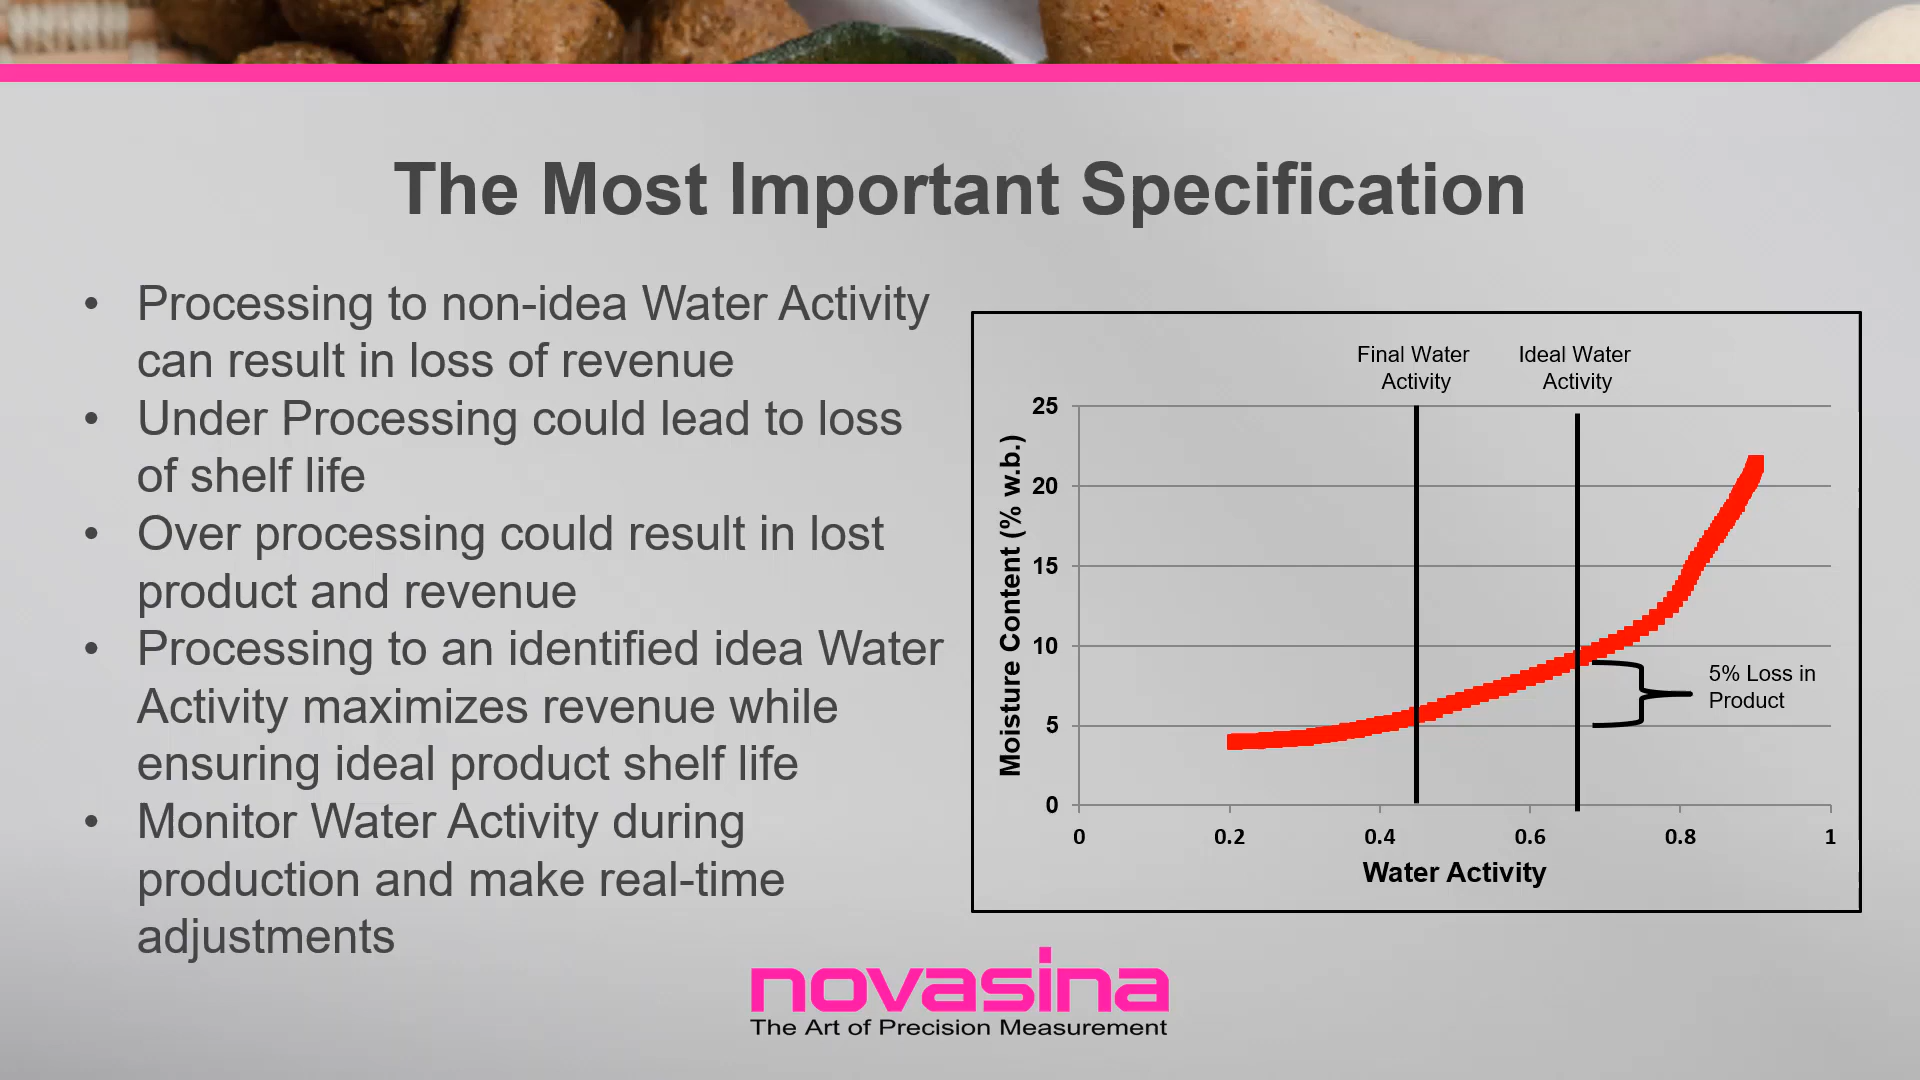 The Most Important Specification
• Processing to non-idea Water Activity
can result in loss of revenue
• Under Processing could lead to loss
of shelf life
• Over processing could result in lost
product and revenue
• Processing to an identified idea Water
Activity maximizes revenue while
ensuring ideal product shelf life
• Monitor Water Activity during
production and make real-time
adjustments
Final Water
Activity
Ideal Water
Activity
Moisture Content (% w.b.)
25
20
15
10
5
0
5% Loss in
Product
0 0.2 0.4 0.6 0.8 1
Water Activity
novasina
The Art of Precision Measurement